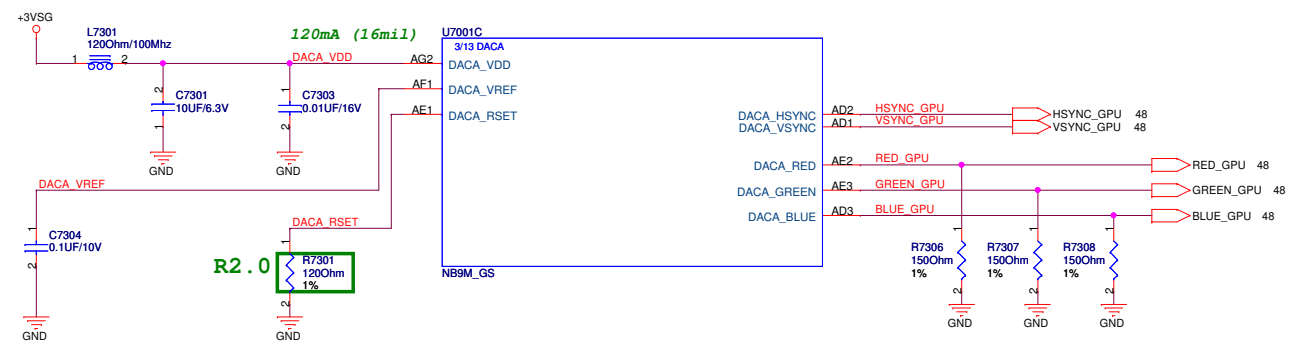 +3VSG
L7301
120Ohm/100Mhz
1
2
120mA (16mil)
DACA_VDD
AG2
U7001C
3/13 DACA
DACA_VDD
AF1
DACA_VREF
AE1
DACA_RSET
2
C7301
10UF/6.3V
1
GND
1
C7303
0.01UF/16V
2
GND
DACA_HSYNC
AD2
HSYNC_GPU
HSYNC_GPU 48
DACA_VSYNC
AD1
VSYNC_GPU
VSYNC_GPU 48
DACA_RED
AE2
RED_GPU
RED_GPU 48
DACA_GREEN
AE3
GREEN_GPU
GREEN_GPU 48
DACA_BLUE
AD3
BLUE_GPU
BLUE_GPU 48
DACA_VREF
1
C7304
0.1UF/10V
2
GND
DACA_RSET
1
R2.0
R7301
120Ohm
1%
2
GND
NB9M_GS
1
R7306
150Ohm
1%
2
GND
1
R7307
150Ohm
1%
2
GND
1
R7308
150Ohm
1%
2
GND